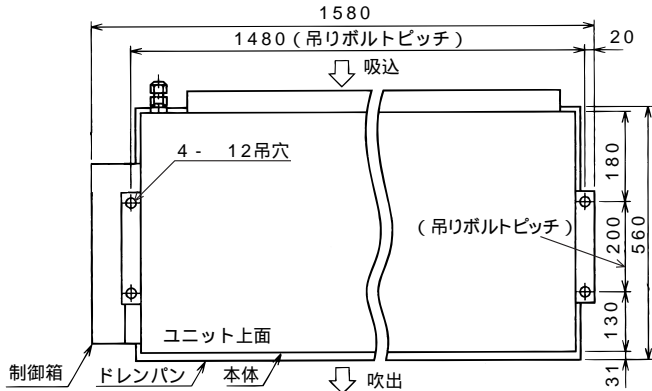 1580
1480(吊りボルトピッチ)
20
吸込
4- 12吊穴
180
(吊りボルトピッチ)
200
560
130
ユニット上面
31
制御箱
ドレンパン
本体
吹出